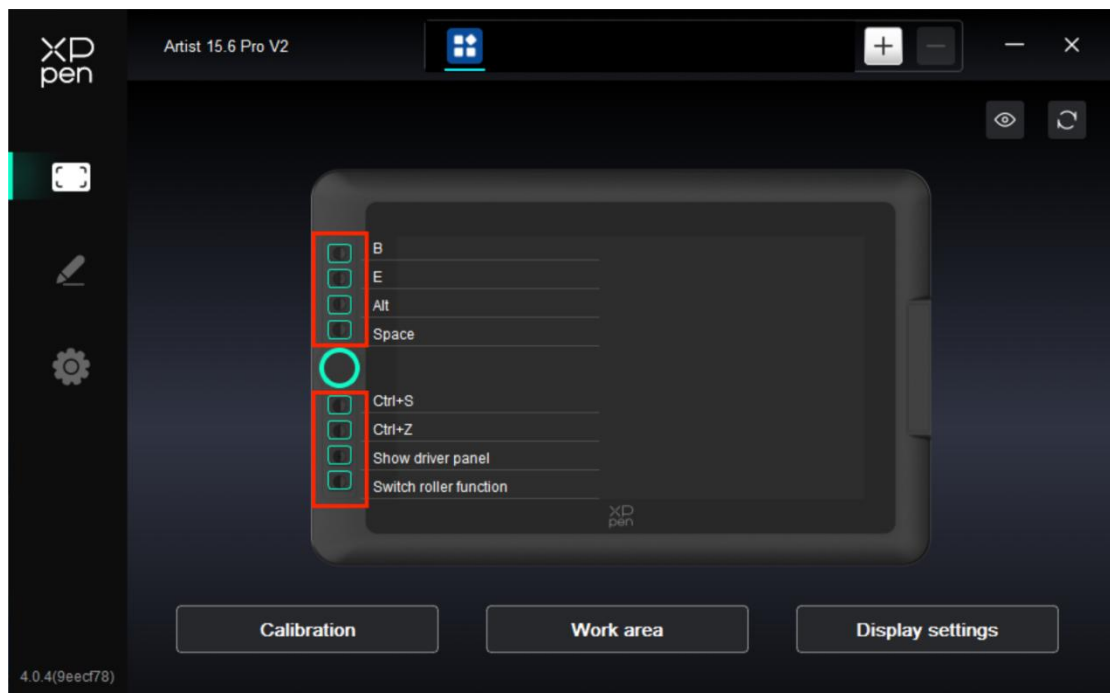 XP
pen
Artist 15.6 Pro V2
B
E
Alt
Space
Ctrl+S
Ctrl+Z
Show driver panel
Switch roller function
XP
pen
Calibration
Work area
Display settings
4.0.4(9eecf78)